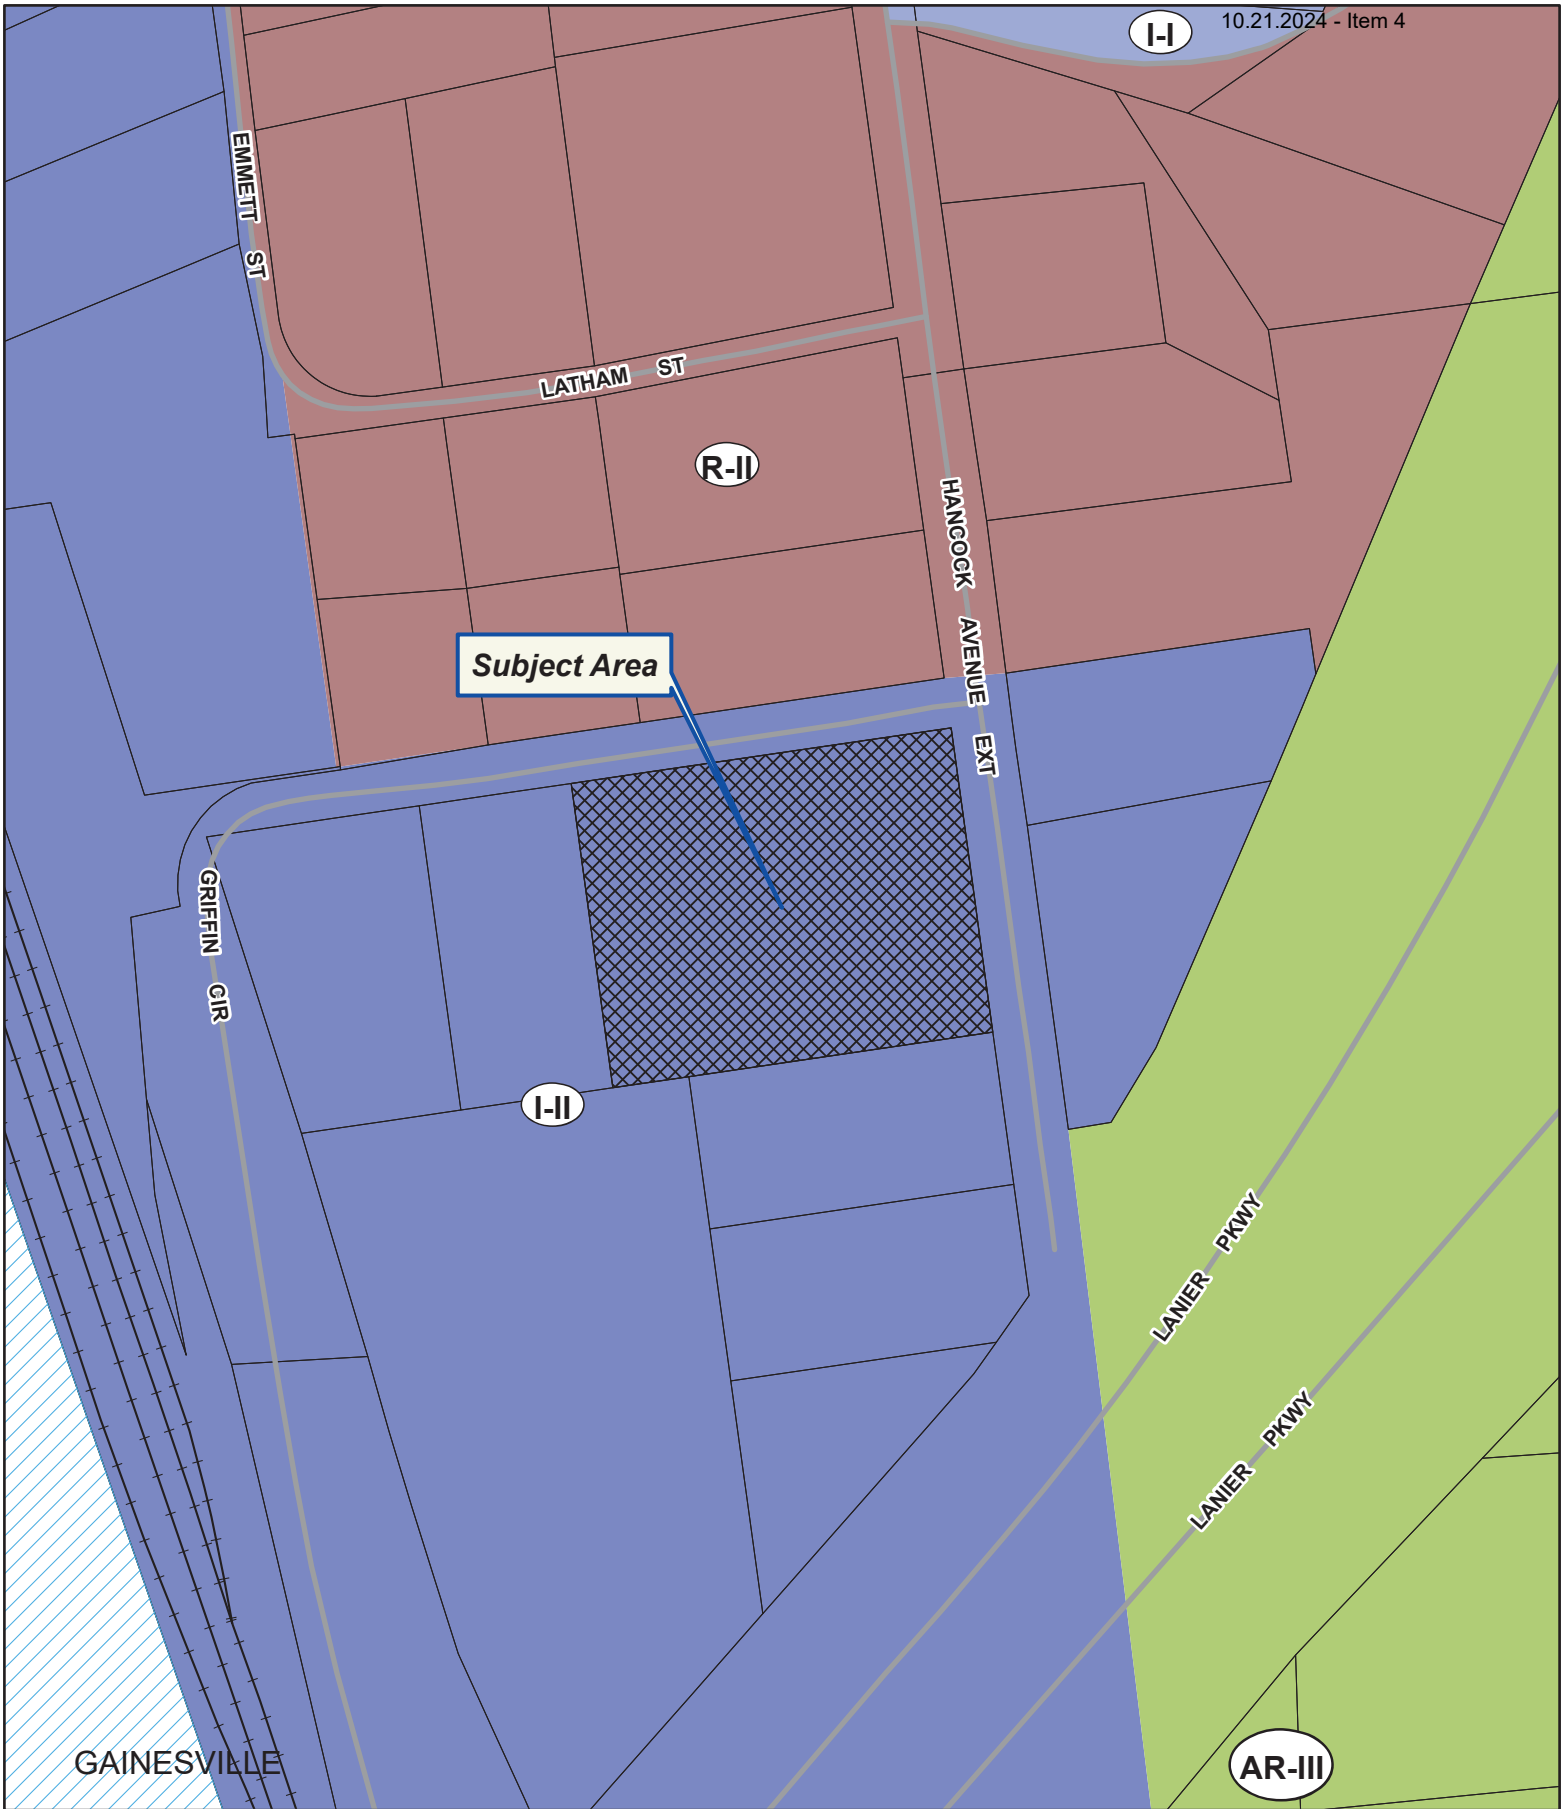 10.21.2024 - Item 4
I-I
EMMETT ST
LATHAM ST
R-II
HANCOCK AVENUE EXT
Subject Area
GRIFFIN CIR
I-II
LANIER PKWY
LANIER PKWY
GAINESVILLE
AR-III